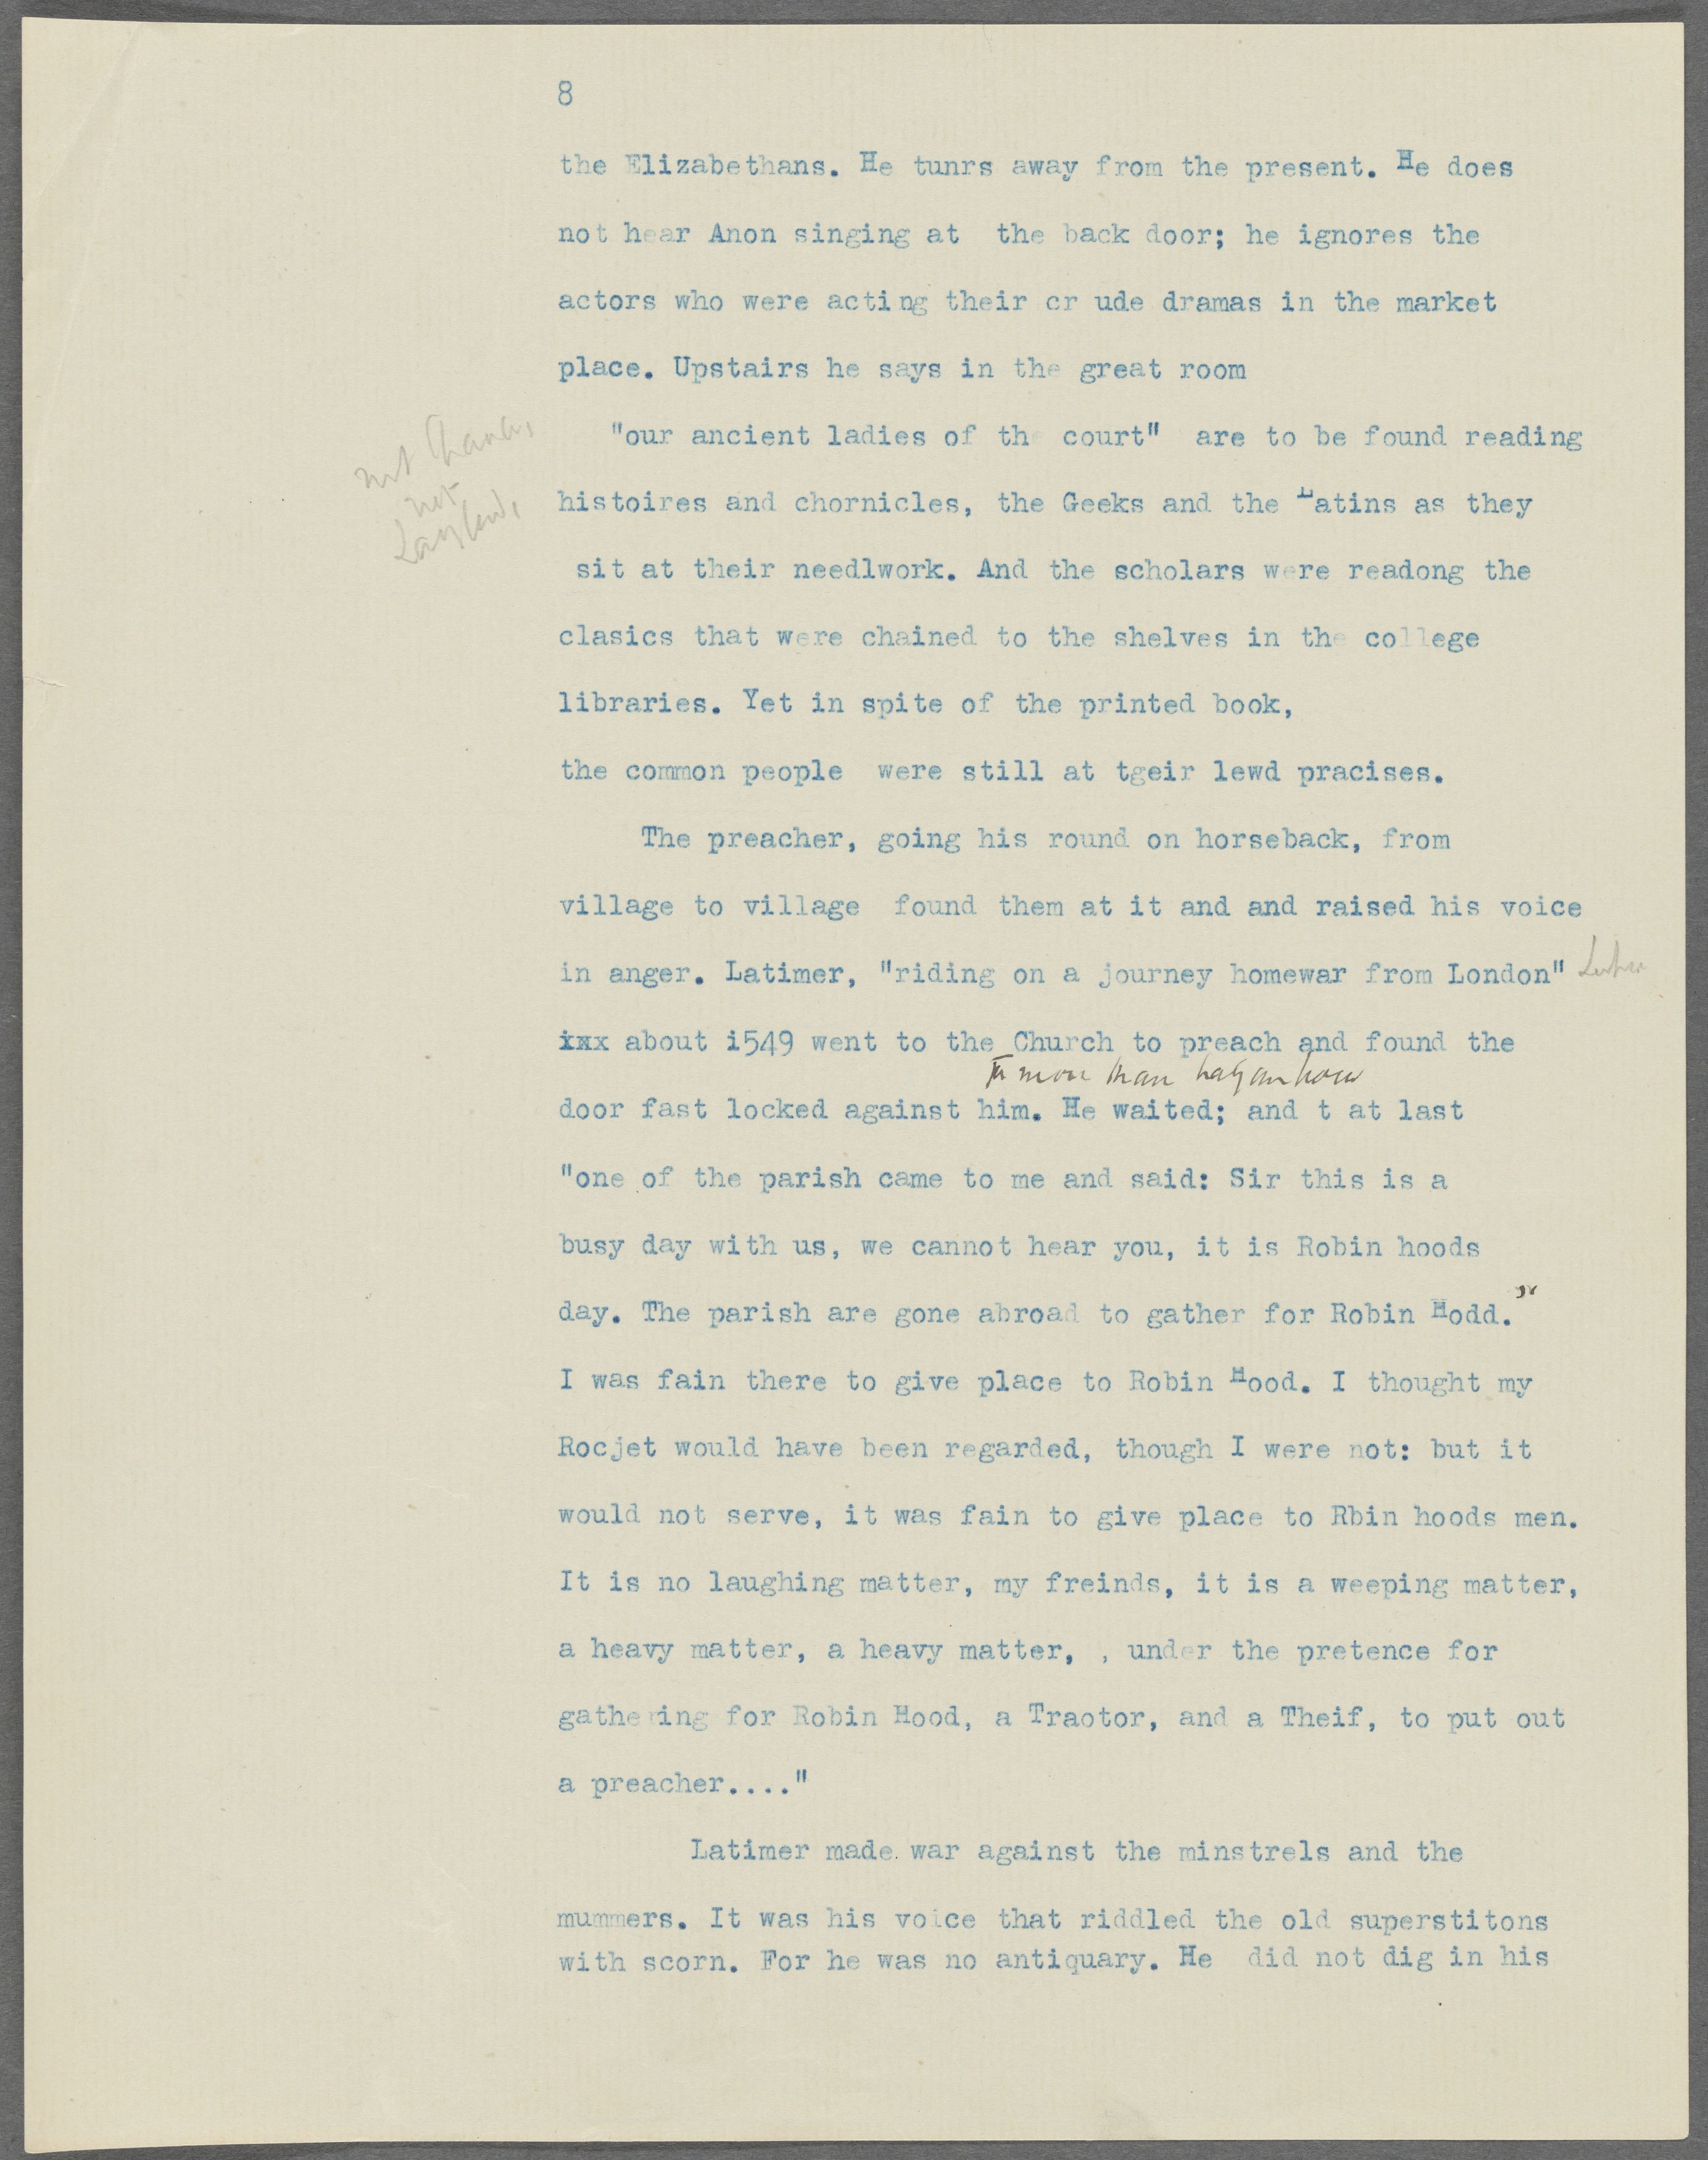 8
the Elizabethans. He tunrs away from the present. He does
not hear Anon singing at the back door; he ignores the
actors who were acting their cr ude dramas in the market
place. Upstairs he says in the great room
not Chaucer,
"our ancient ladies of the court" are to be found reading
not
histoires and chornicles, the Geeks and the Latins as they
Langland,
sit at their needlwork. And the scholars were readong the
clasics that were chained to the shelves in the college
libraries. Yet in spite of the printed book,
the common people were still at tgeir lewd pracises.
The preacher, going his round on horseback, from
village to village found them at it and and raised his voice
in anger. Latimer, "riding on a journey homewar from London"
ixx about i549 went to the Church to preach and found the
more than half an hour
door fast locked against him. He waited; and t at last
"one of the parish came to me and said: Sir this is a
busy day with us, we cannot hear you, it is Robin hoods
day. The parish are gone abroad to gather for Robin Hodd."
I was fain there to give place to Robin Hood. I thought my
Rocjet would have been regarded, though I were not: but it
would not serve, it was fain to give place to Rbin hoods men.
It is no laughing matter, my freinds, it is a weeping matter,
a heavy matter, a heavy matter, , under the pretence for
gathering for Robin Hood, a Traotor, and a Theif, to put out
a preacher...."
Latimer made war against the minstrels and the
mummers. It was his voice that riddled the old superstitons
with scorn. For he was no antiquary. He did not dig in his